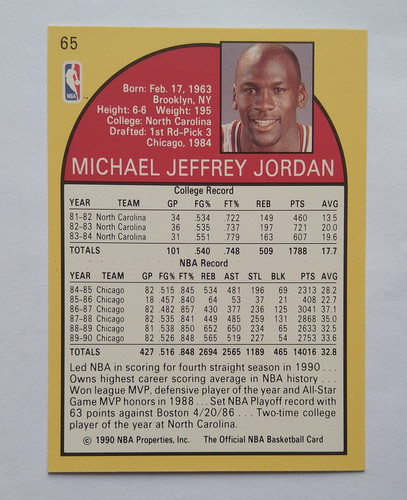 65
NBA
Born: Feb. 17, 1963
Brooklyn, NY
Height: 6-6 Weight: 195
College: North Carolina
Drafted: 1st Rd-Pick 3
Chicago, 1984
MICHAEL JEFFREY JORDAN
College Record
YEAR TEAM GP FG% FT% REB PTS AVG
81-82 North Carolina 34 .534 .722 149 460 13.5
82-83 North Carolina 36 .535 .737 197 721 20.0
83-84 North Carolina 31 .551 .779 163 607 19.6
TOTALS 101 .540 .748 509 1788 17.7
NBA Record
YEAR TEAM GP FG% FT% REB AST STL BLK PTS AVG
84-85 Chicago 82 .515 .845 534 481 196 69 2313 28.2
85-86 Chicago 18 .457 .840 64 53 37 21 408 22.7
86-87 Chicago 82 .482 .857 430 377 236 125 3041 37.1
87-88 Chicago 82 .535 .841 449 485 259 131 2868 35.0
88-89 Chicago 81 .538 .850 652 650 234 65 2633 32.5
89-90 Chicago 82 .526 .848 565 519 227 54 2753 33.6
TOTALS 427 .516 .848 2694 2565 1189 465 14016 32.8
Led NBA in scoring for fourth straight season in 1990 . . .
Owns highest career scoring average in NBA history . . .
Won league MVP, defensive player of the year and All-Star
Game MVP honors in 1988 . . . Set NBA Playoff record with
63 points against Boston 4/20/86 . . . Two-time college
player of the year at North Carolina.
© 1990 NBA Properties, Inc. The Official NBA Basketball Card